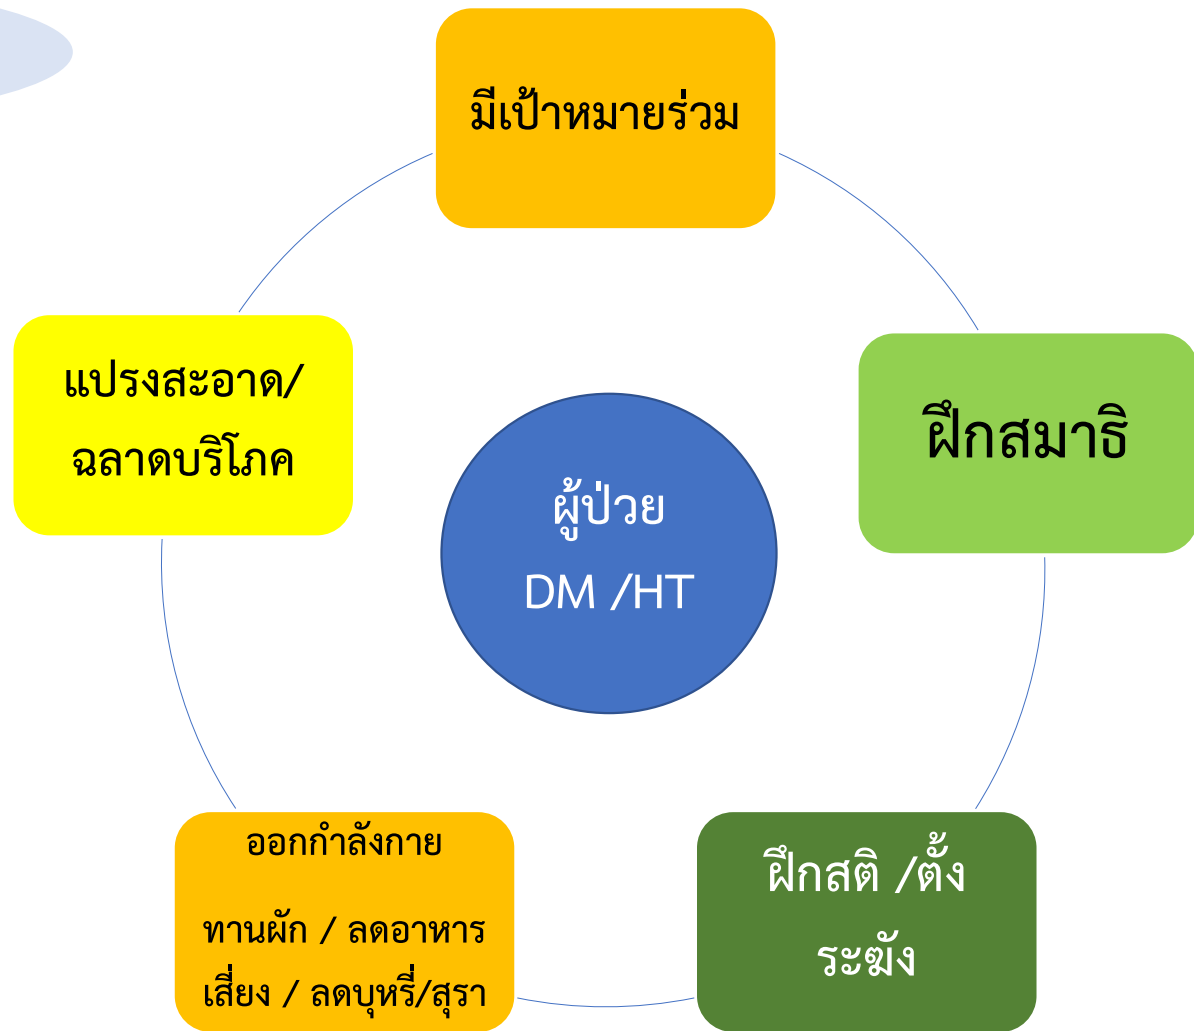 มีเป้าหมายร่วม
ฝึกสมาธิ
ฝึกสติ /ตั้ง
ระฆัง
ออกกำลังกาย
ทานผัก / ลดอาหาร
เสี่ยง / ลดบุหรี่/สุรา
แปรงสะอาด/
ฉลาดบริโภค
ผู้ป่วย
DM /HT